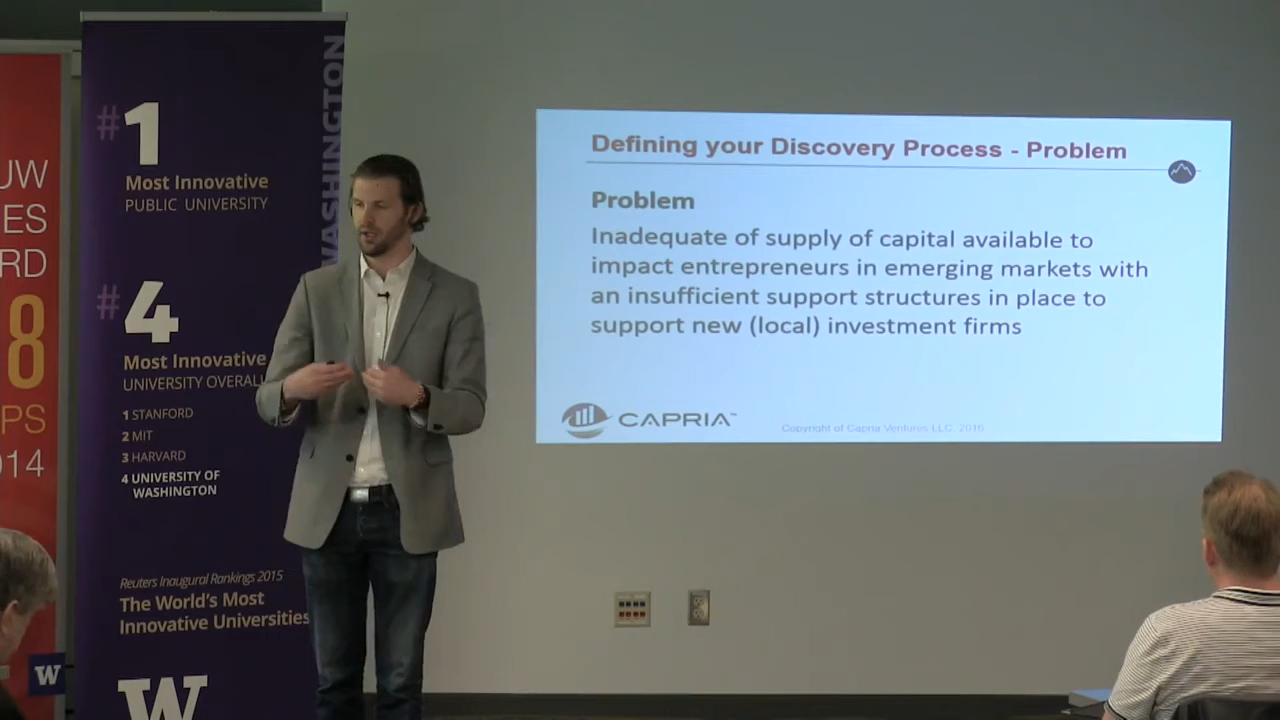 UW
ES
RD
8
PS
014
W
WASHINGTON
#1
Most Innovative
PUBLIC UNIVERSITY
#4
Most Innovative
UNIVERSITY OVERALL
1 STANFORD
2 MIT
3 HARVARD
4 UNIVERSITY OF
WASHINGTON
Reuters Inaugural Rankings 2015
The World's Most
Innovative Universities
W
Defining your Discovery Process - Problem
Problem
Inadequate of supply of capital available to
impact entrepreneurs in emerging markets with
an insufficient support structures in place to
support new (local) investment firms
CAPRIA™
Copyright of Capria Ventures LLC, 2016